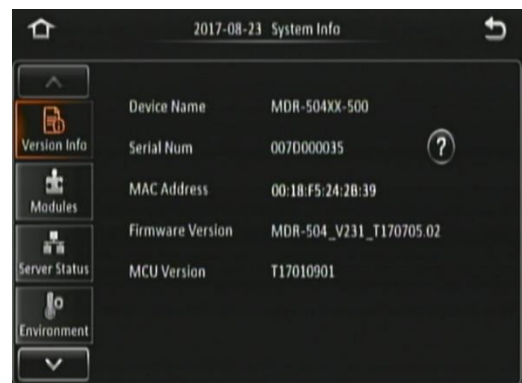 2017-08-23 System Info
Version Info
Modules
Server Status
Environment
Device Name MDR-504XX-500
Serial Num 007D000035
?
MAC Address 00:18:F5:24:2B:39
Firmware Version MDR-504_V231_T170705.02
MCU Version T17010901